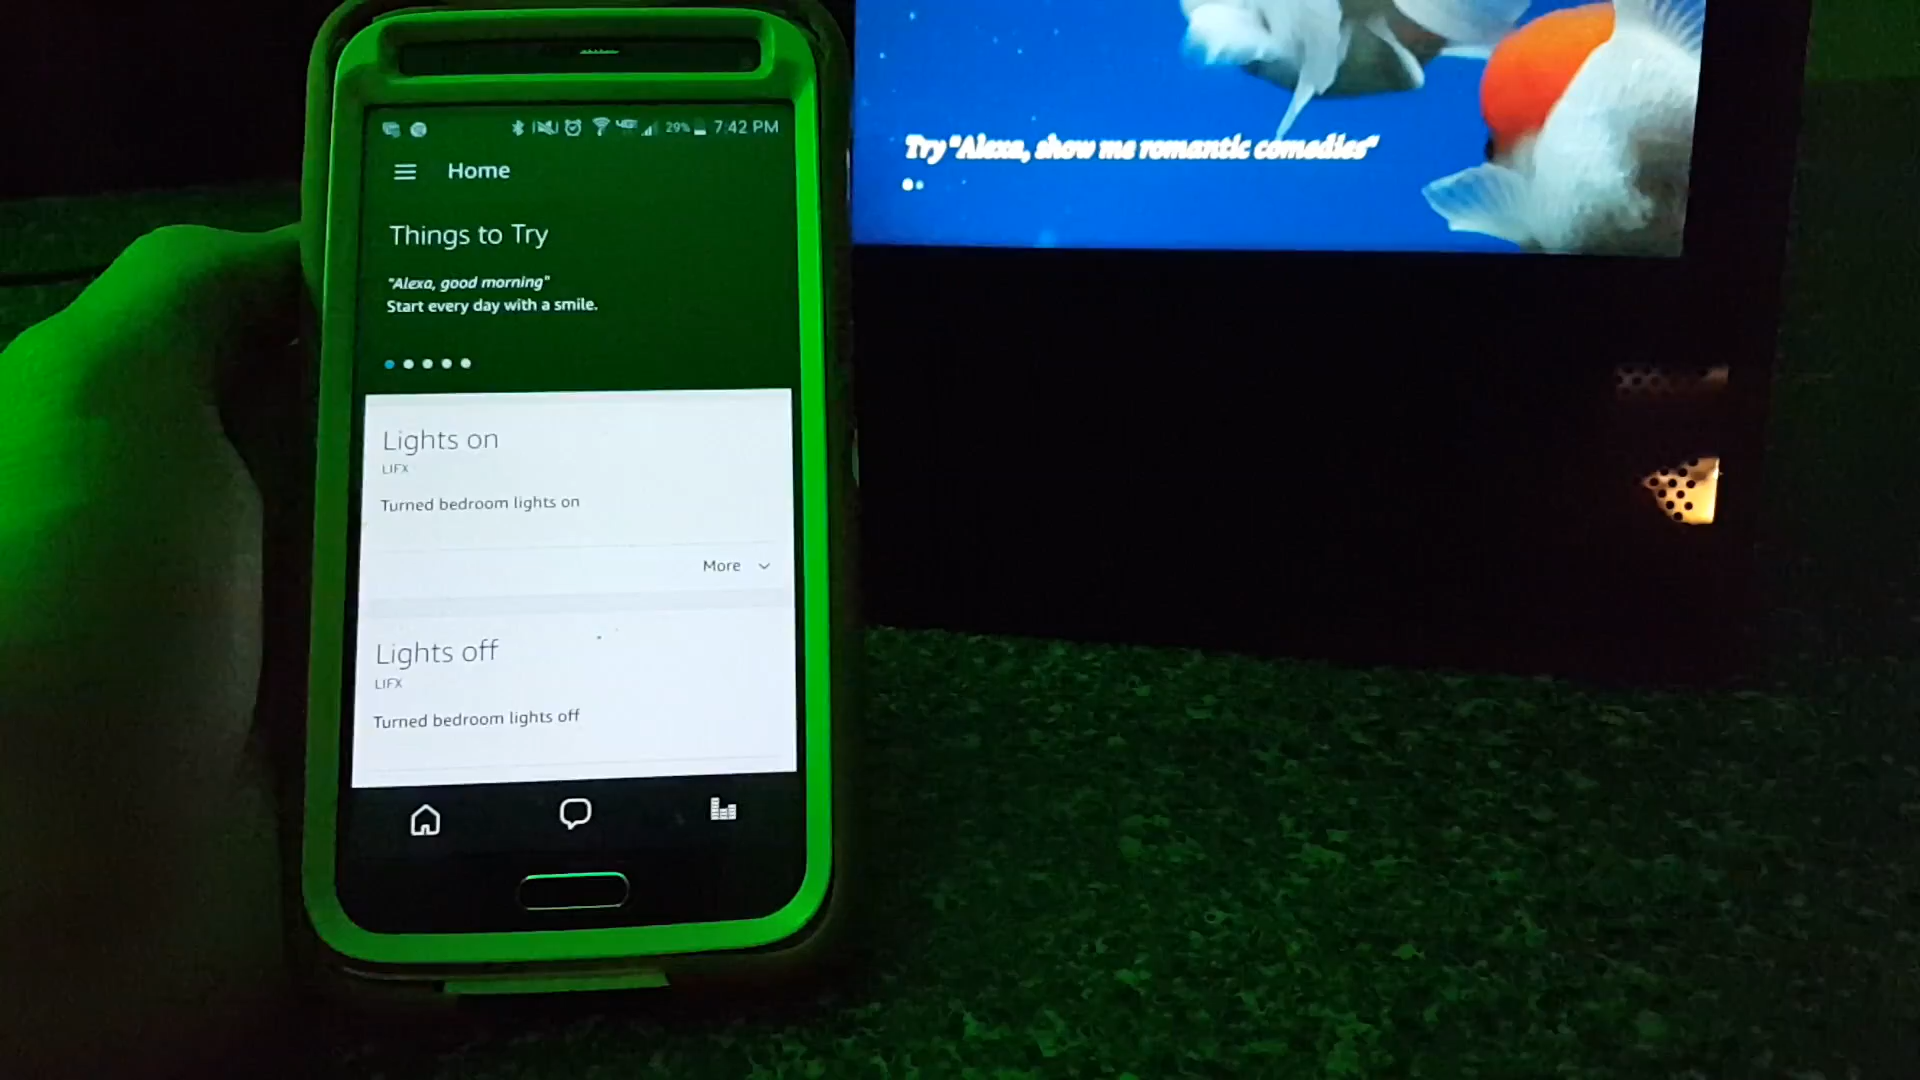 29% 7:42 PM
Home
Things to Try
"Alexa, good morning"
Start every day with a smile.
Lights on
LIFX
Turned bedroom lights on
More
Lights off
LIFX
Turned bedroom lights off
Try "Alexa, show me romantic comedies"